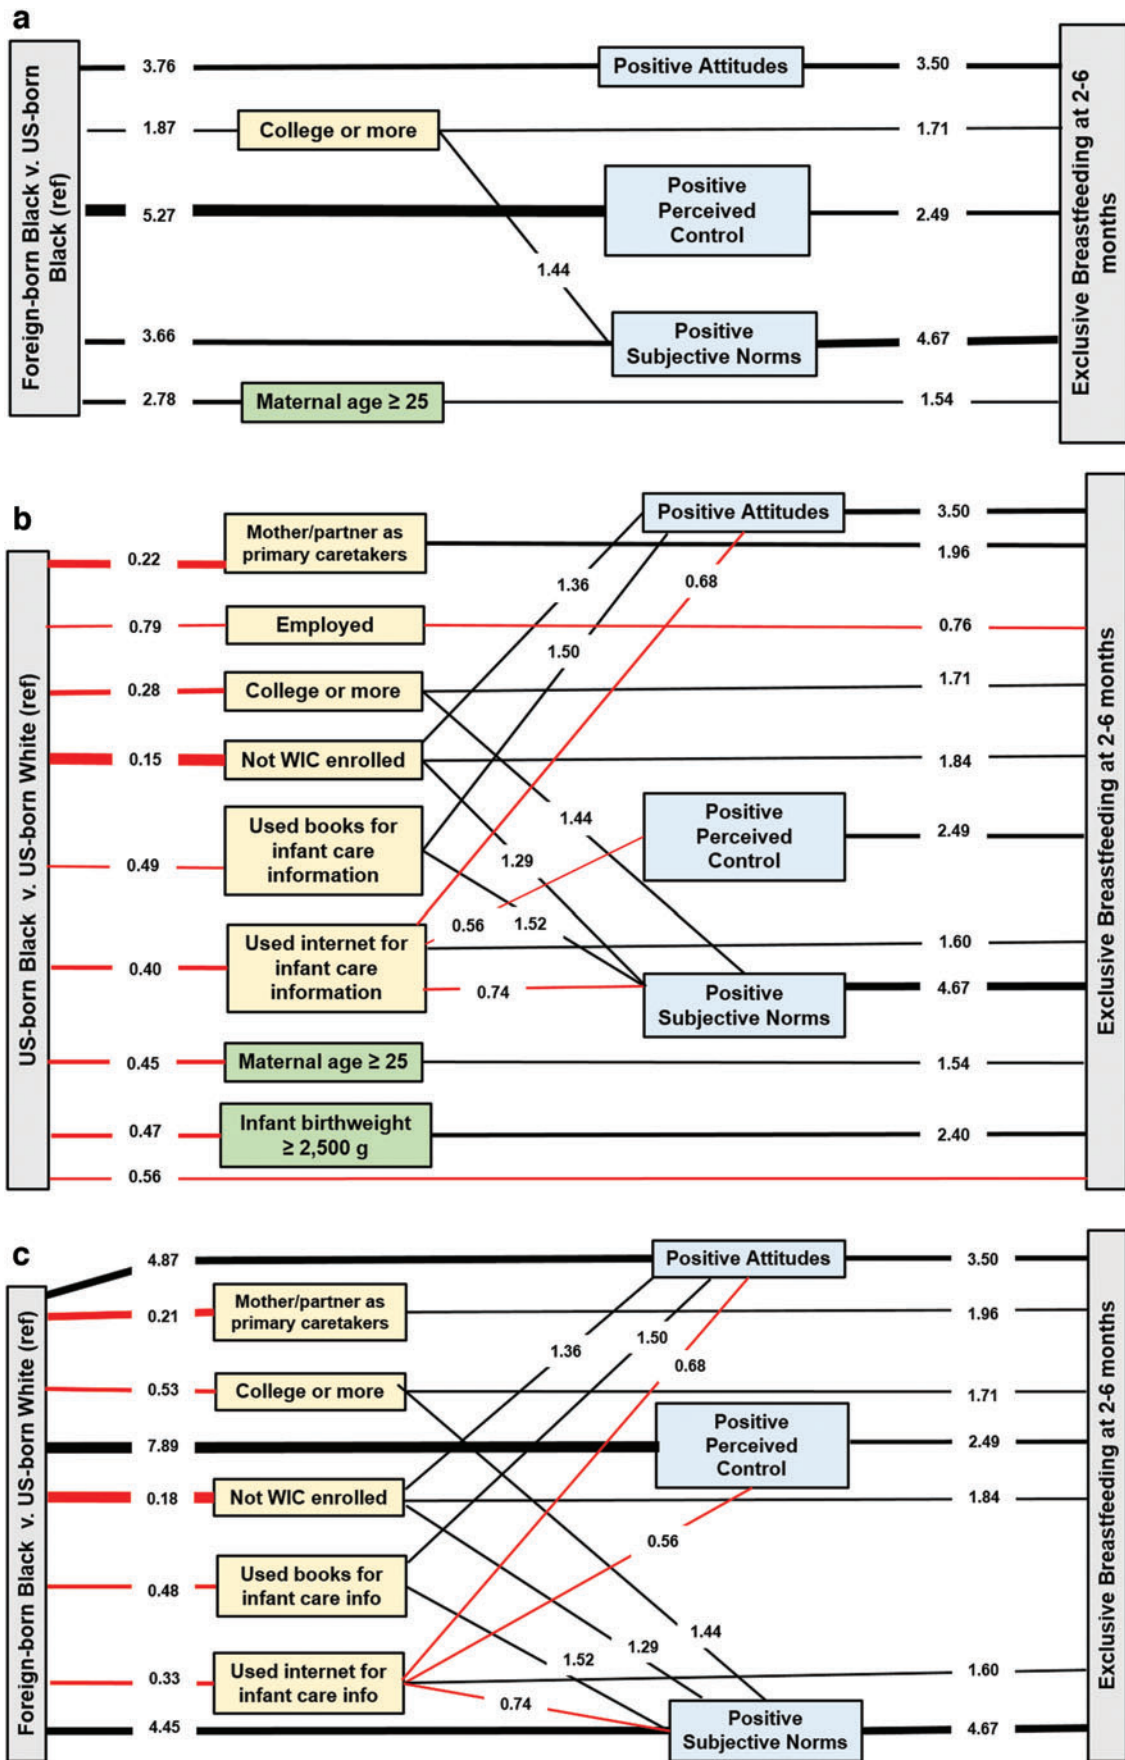 a
Foreign-born Black v. US-born
Black (ref)
3.76
Positive Attitudes
3.50
1.87
College or more
1.71
5.27
Positive
Perceived
Control
2.49
1.44
3.66
Positive
Subjective Norms
4.67
2.78
Maternal age ≥ 25
1.54
Exclusive Breastfeeding at 2-6
months
b
US-born Black v. US-born White (ref)
Positive Attitudes
3.50
0.22
Mother/partner as
primary caretakers
1.96
1.36
0.68
0.79
Employed
0.76
1.50
0.28
College or more
1.71
0.15
Not WIC enrolled
1.84
1.44
Positive
Perceived
Control
2.49
0.49
Used books for
infant care
information
1.29
0.56
1.52
0.40
Used internet for
infant care
information
1.60
0.74
Positive
Subjective Norms
4.67
0.45
Maternal age ≥ 25
1.54
0.47
Infant birthweight
≥ 2,500 g
2.40
0.56
Exclusive Breastfeeding at 2-6 months
c
Foreign-born Black v. US-born White (ref)
4.87
Positive Attitudes
3.50
0.21
Mother/partner as
primary caretakers
1.96
1.36
1.50
0.68
0.53
College or more
1.71
7.89
Positive
Perceived
Control
2.49
0.18
Not WIC enrolled
1.84
0.56
0.48
Used books for
infant care info
1.44
1.29
1.52
0.33
Used internet for
infant care info
1.60
0.74
4.45
Positive
Subjective Norms
4.67
Exclusive Breastfeeding at 2-6 months